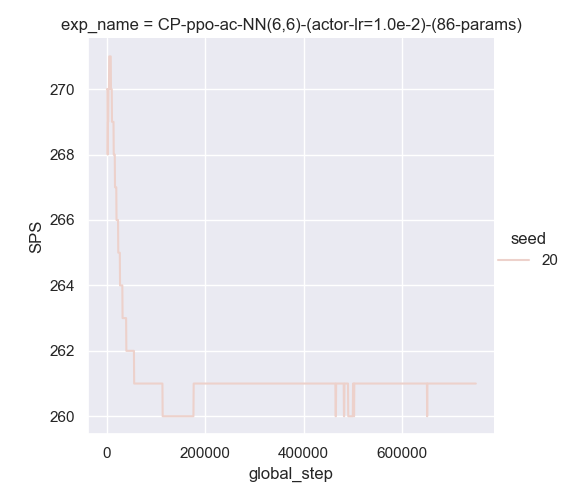 exp_name = CP-ppo-ac-NN(6,6)-(actor-lr=1.0e-2)-(86-params)
270
268
266
264
262
260
SPS
0
200000
400000
600000
global_step
seed
20